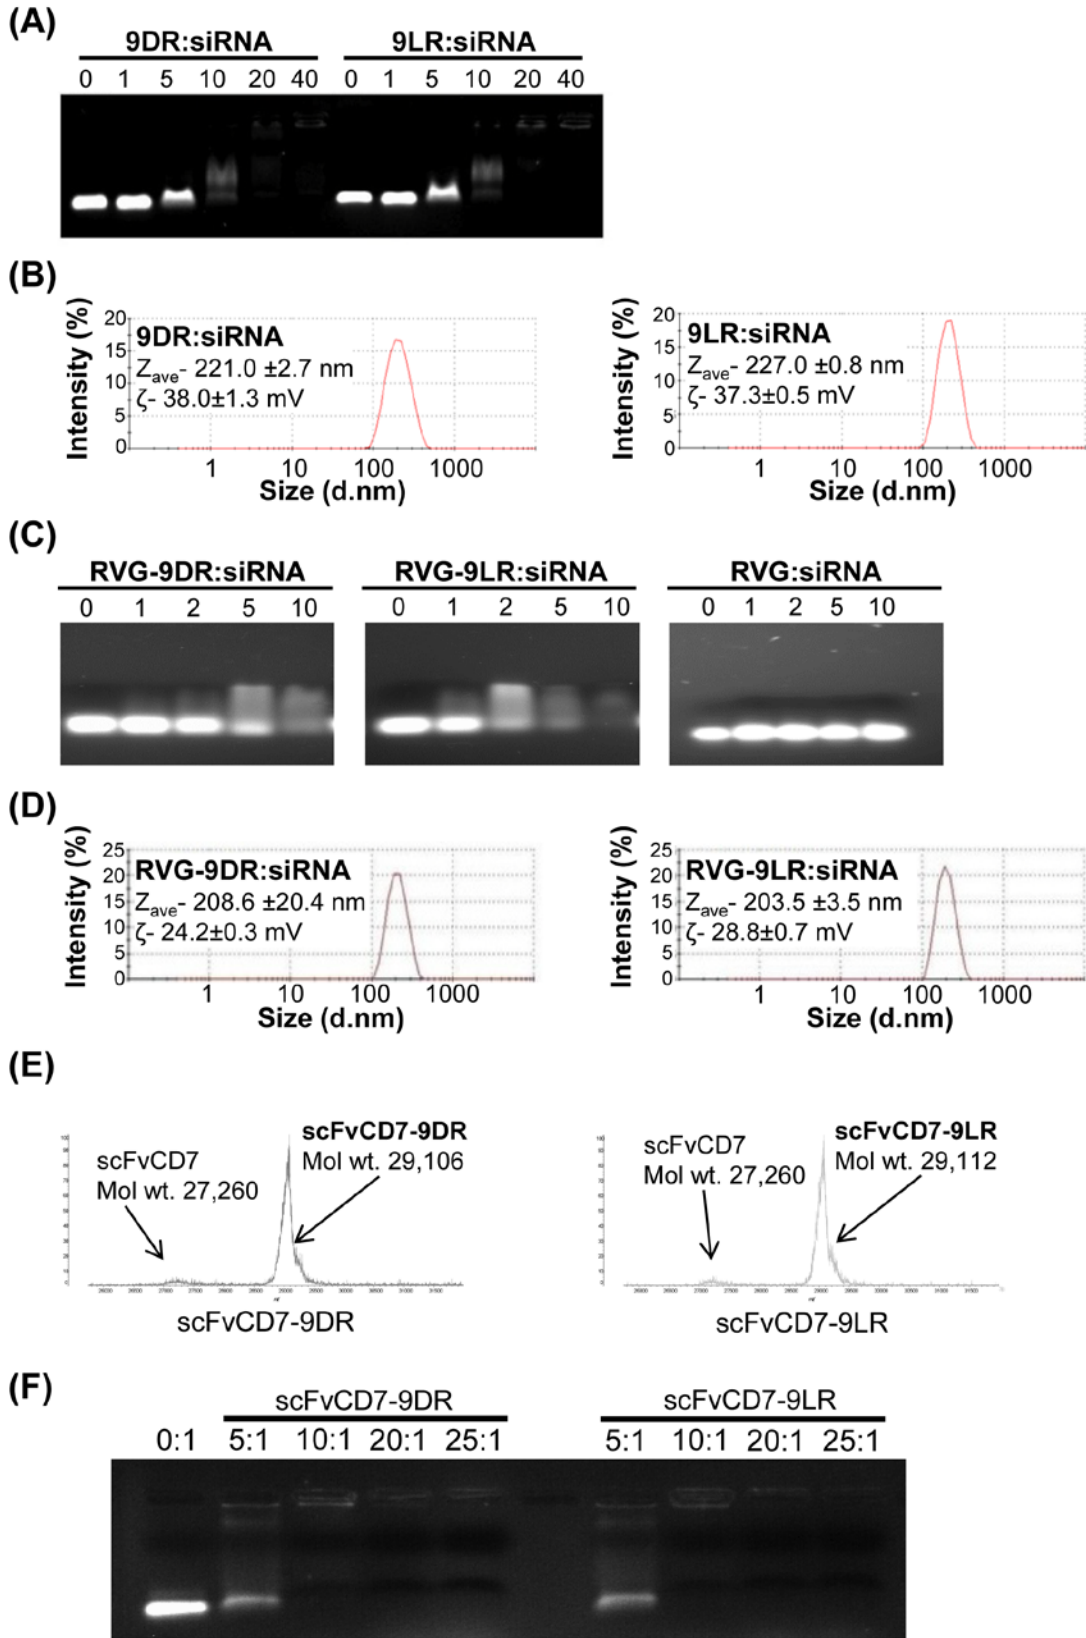 (A)
9DR:siRNA 9LR:siRNA
0 1 5 10 20 40 0 1 5 10 20 40
(B)
Intensity (%)
20
15
10
5
0
9DR:siRNA
Zave- 221.0 ±2.7 nm
ζ- 38.0±1.3 mV
1 10 100 1000
Size (d.nm)
Intensity (%)
20
15
10
5
0
9LR:siRNA
Zave- 227.0 ±0.8 nm
ζ- 37.3±0.5 mV
1 10 100 1000
Size (d.nm)
(C)
RVG-9DR:siRNA RVG-9LR:siRNA RVG:siRNA
0 1 2 5 10 0 1 2 5 10 0 1 2 5 10
(D)
Intensity (%)
25
20
15
10
5
0
RVG-9DR:siRNA
Zave- 208.6 ±20.4 nm
ζ- 24.2±0.3 mV
1 10 100 1000
Size (d.nm)
Intensity (%)
25
20
15
10
5
0
RVG-9LR:siRNA
Zave- 203.5 ±3.5 nm
ζ- 28.8±0.7 mV
1 10 100 1000
Size (d.nm)
(E)
scFvCD7
Mol wt. 27,260
scFvCD7-9DR
Mol wt. 29,106
scFvCD7-9DR
scFvCD7
Mol wt. 27,260
scFvCD7-9LR
Mol wt. 29,112
scFvCD7-9LR
(F)
scFvCD7-9DR scFvCD7-9LR
0:1 5:1 10:1 20:1 25:1 5:1 10:1 20:1 25:1